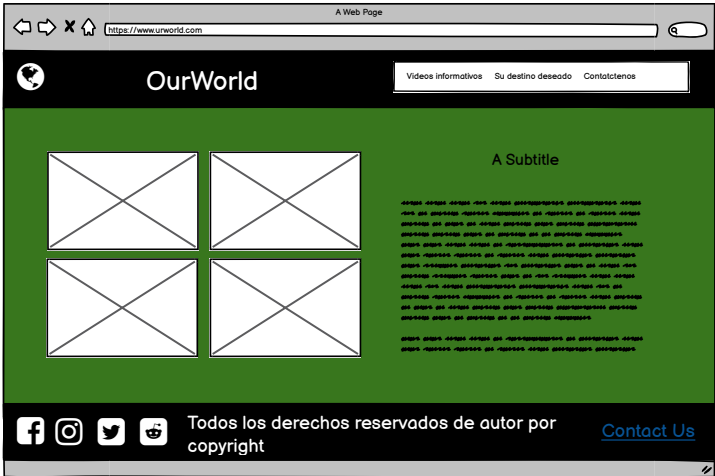 A Web Page
https://www.urworld.com
OurWorld
Videos informativos Su destino deseado Contatctenos
A Subtitle
Todos los derechos reservados de autor por
copyright
Contact Us